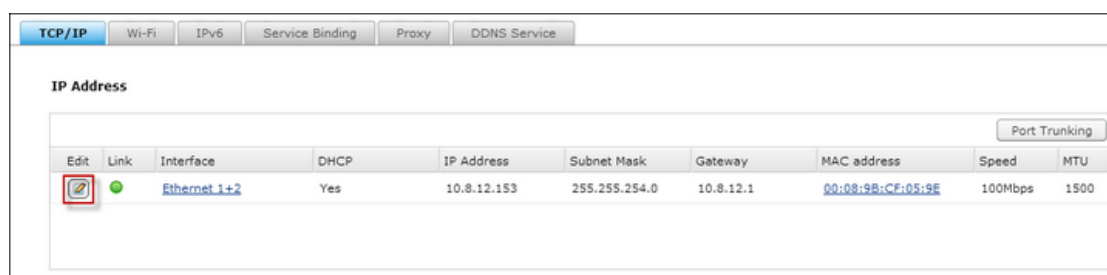 TCP/IP Wi-Fi IPv6 Service Binding Proxy DDNS Service
IP Address
Port Trunking
Edit Link Interface DHCP IP Address Subnet Mask Gateway MAC address Speed MTU
Ethernet 1+2 Yes 10.8.12.153 255.255.254.0 10.8.12.1 00:08:9B:CF:05:9E 100Mbps 1500